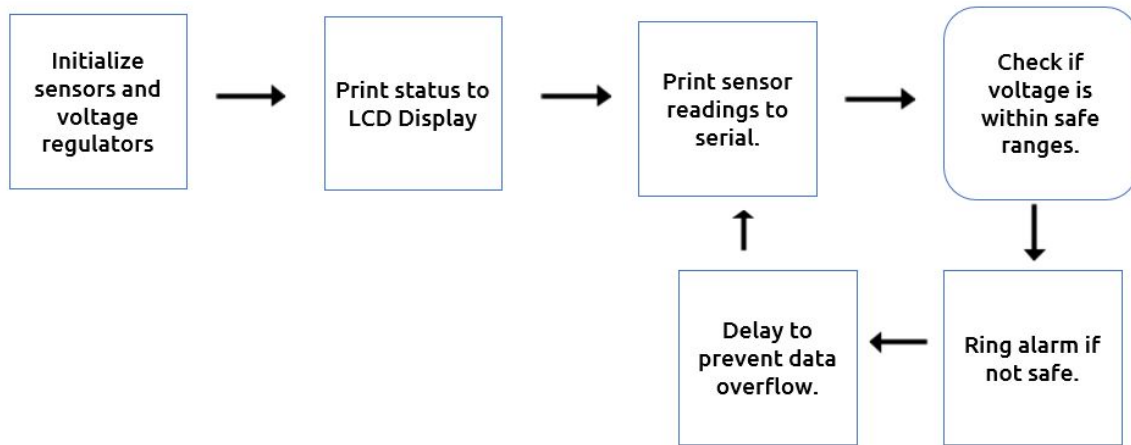 Initialize
sensors and
voltage
regulators
Print status to
LCD Display
Print sensor
readings to
serial.
Check if
voltage is
within safe
ranges.
Ring alarm if
not safe.
Delay to
prevent data
overflow.